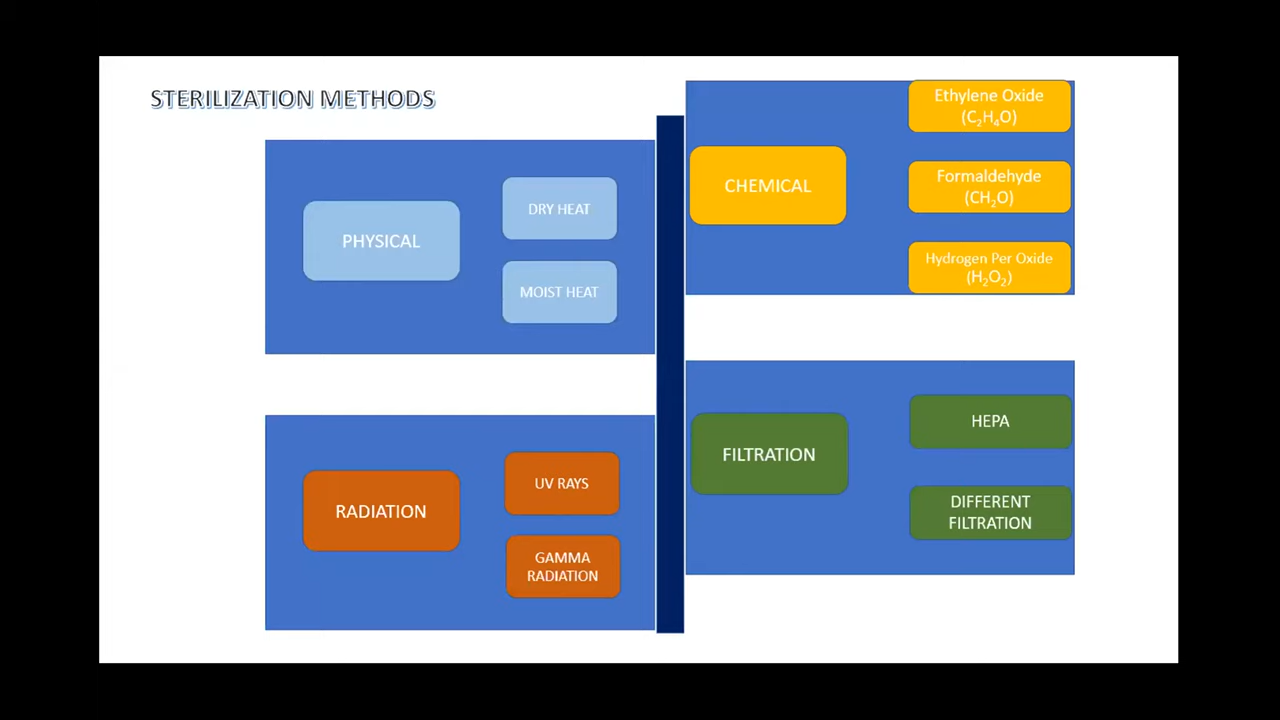 STERILIZATION METHODS
PHYSICAL
DRY HEAT
MOIST HEAT
CHEMICAL
Ethylene Oxide
(C₂H₄O)
Formaldehyde
(CH₂O)
Hydrogen Per Oxide
(H₂O₂)
RADIATION
UV RAYS
GAMMA
RADIATION
FILTRATION
HEPA
DIFFERENT
FILTRATION